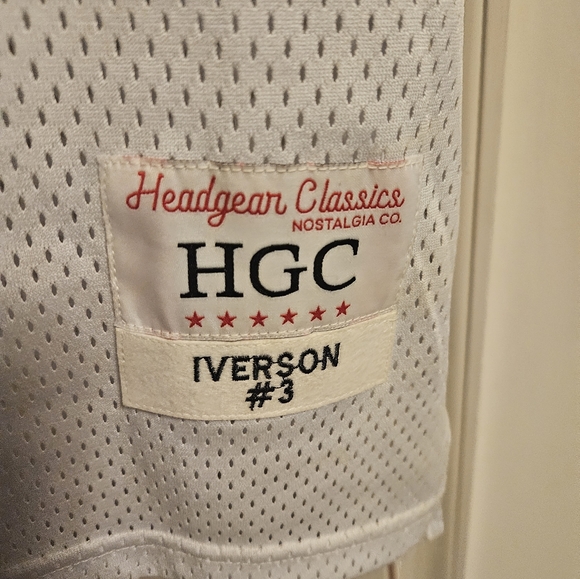 Headgear Classics
NOSTALGIA CO.
HGC
IVERSON
#3